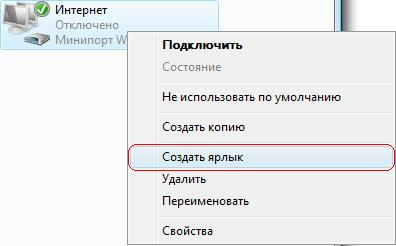 Интернет
Отключено
Минипорт W
Подключить
Состояние
Не использовать по умолчанию
Создать копию
Создать ярлык
Удалить
Переименовать
Свойства